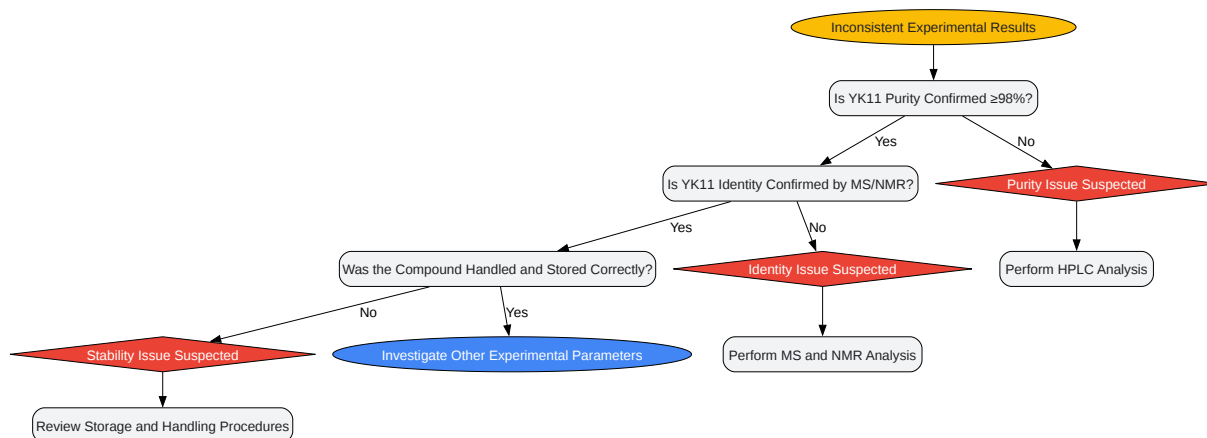 Inconsistent Experimental Results
Is YK11 Purity Confirmed ≥98%?
Yes
No
Is YK11 Identity Confirmed by MS/NMR?
Purity Issue Suspected
Yes
No
Was the Compound Handled and Stored Correctly?
Identity Issue Suspected
Perform HPLC Analysis
No
Yes
Stability Issue Suspected
Investigate Other Experimental Parameters
Perform MS and NMR Analysis
Review Storage and Handling Procedures